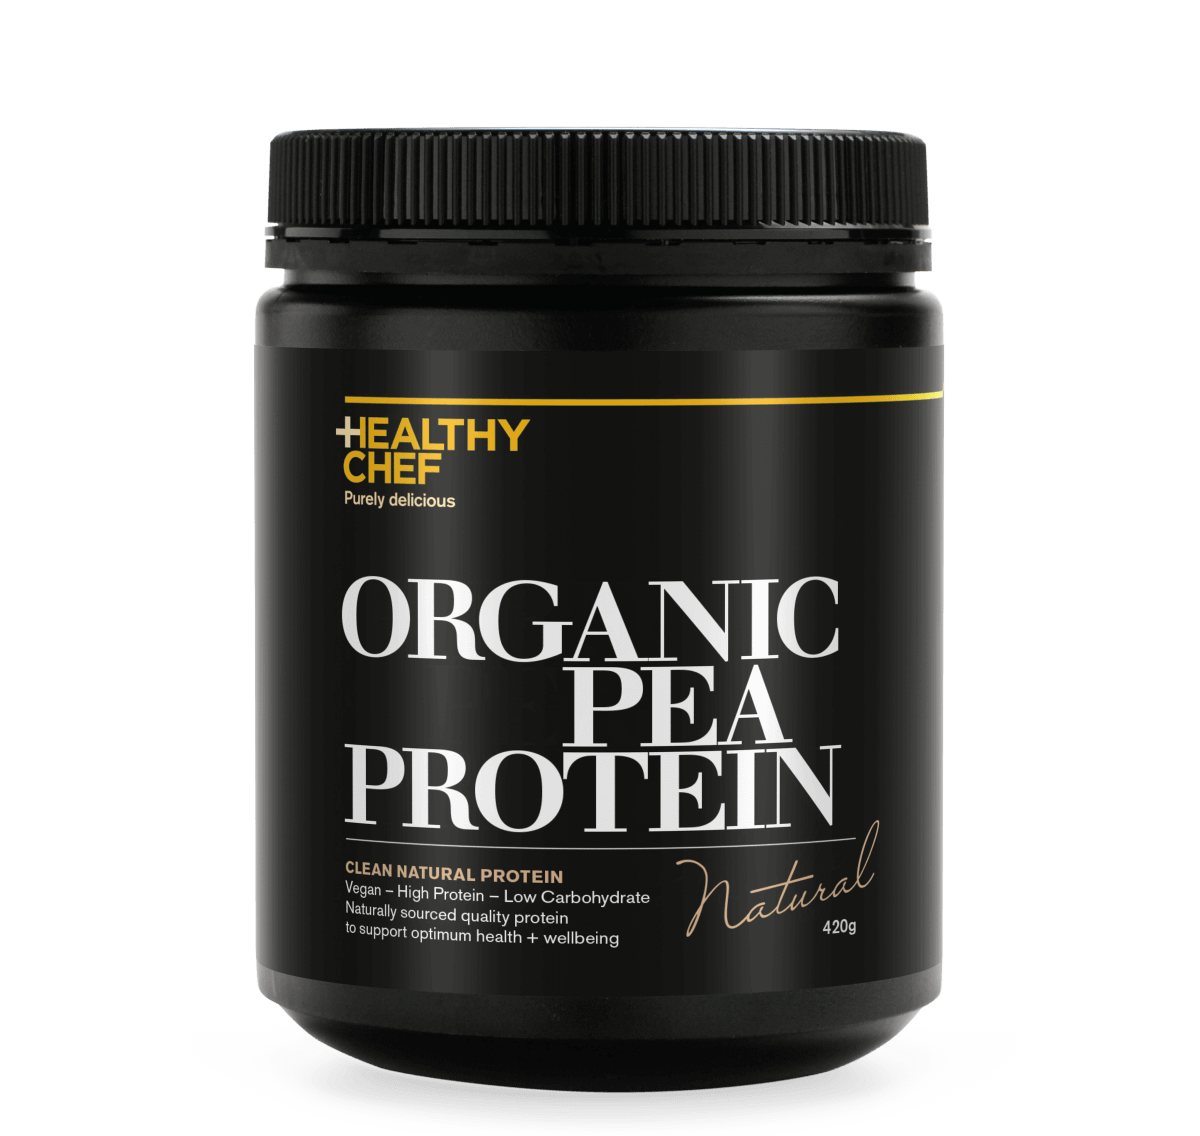 HEALTHY
CHEF
Purely delicious
ORGANIC
PEA
PROTEIN
CLEAN NATURAL PROTEIN
Vegan – High Protein – Low Carbohydrate
Naturally sourced quality protein
to support optimum health + wellbeing
Natural
420g